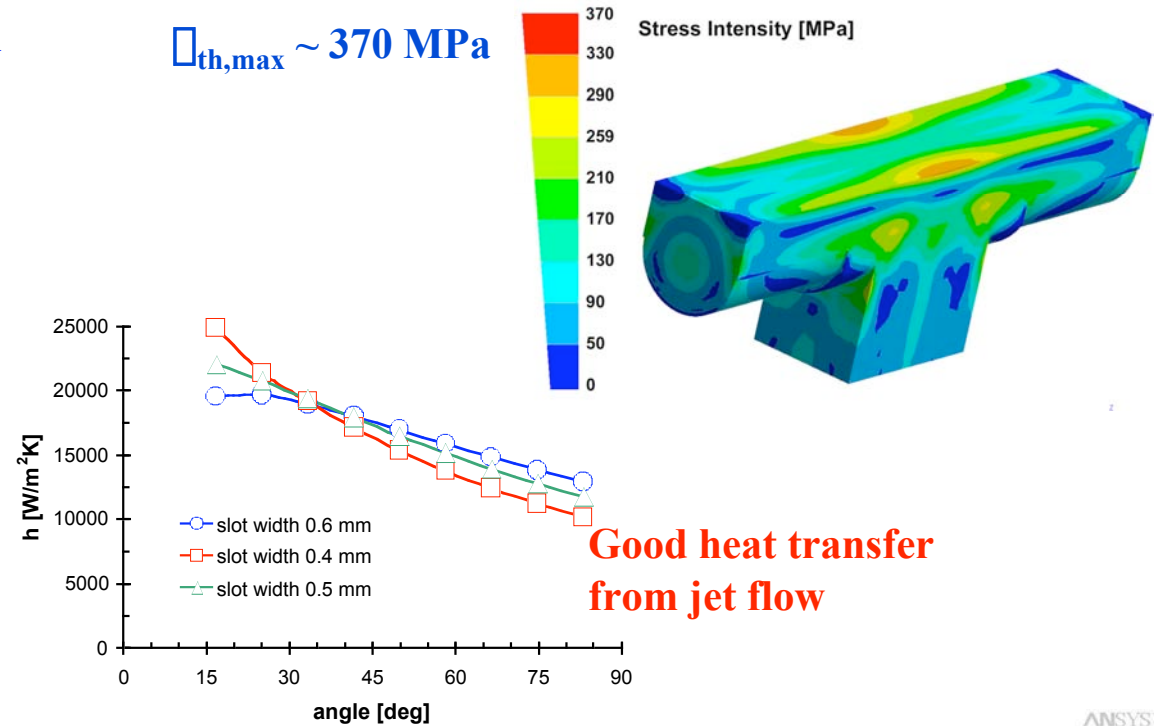 □th,max ~ 370 MPa
Stress Intensity [MPa]
370
330
290
259
210
170
130
90
50
0
z
25000
20000
15000
10000
5000
0
h [W/m²K]
slot width 0.6 mm
slot width 0.4 mm
slot width 0.5 mm
0 15 30 45 60 75 90
angle [deg]
Good heat transfer
from jet flow
ANSYS